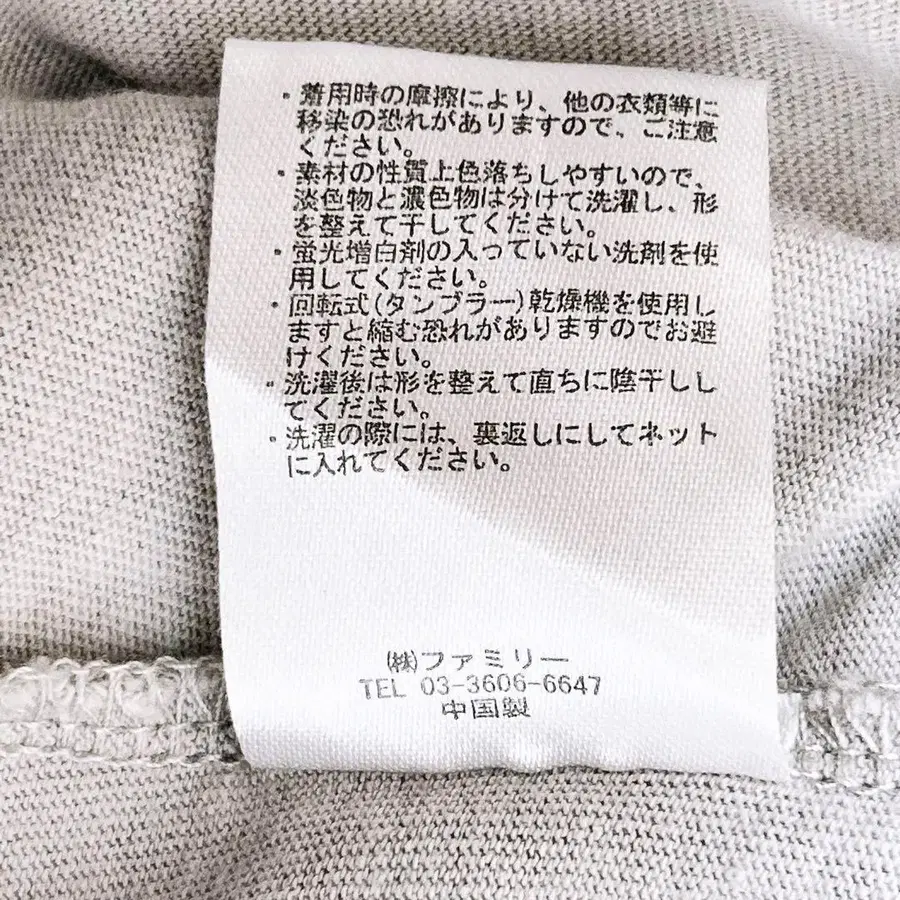 ・着用時の摩擦により、他の衣類等に
移染の恐れがありますので、ご注意
ください。
・素材の性質上色落ちしやすいので、
淡色物と濃色物は分けて洗濯し、形
を整えて干してください。
・蛍光増白剤の入っていない洗剤を使
用してください。
・回転式(タンブラー)乾燥機を使用し
ますと縮む恐れがありますのでお避
けください。
・洗濯後は形を整えて直ちに陰干しし
てください。
・洗濯の際には、裏返しにしてネット
に入れてください。
㈱ファミリー
TEL 03-3606-6647
中国製